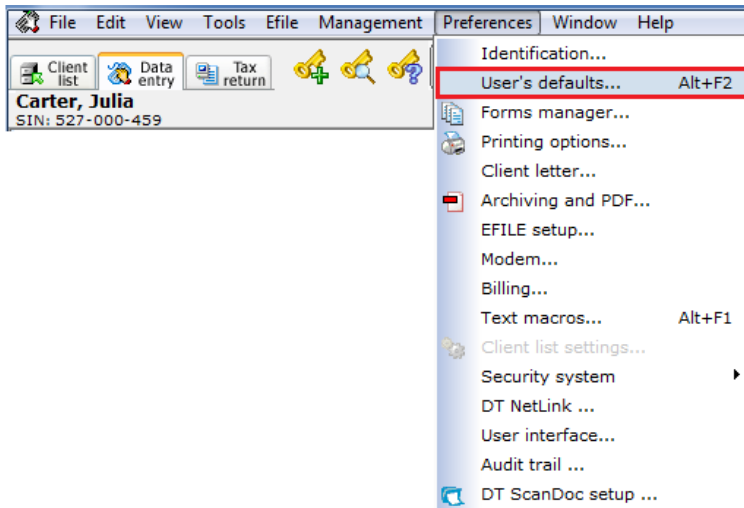 File Edit View Tools Efile Management Preferences Window Help
Client list
Data entry
Tax return
Carter, Julia
SIN: 527-000-459
Identification...
User's defaults... Alt+F2
Forms manager...
Printing options...
Client letter...
Archiving and PDF...
EFILE setup...
Modem...
Billing...
Text macros... Alt+F1
Client list settings...
Security system
DT NetLink ...
User interface...
Audit trail ...
DT ScanDoc setup ...